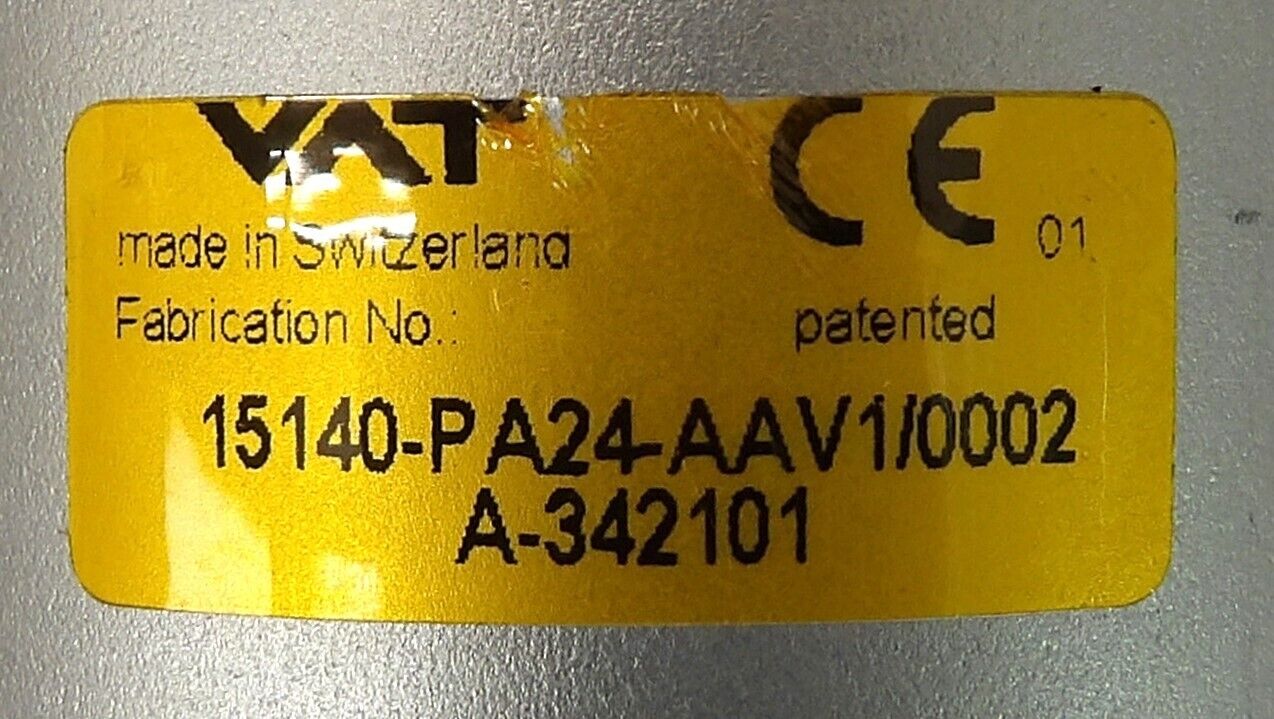 VAT CE
made in Switzerland 01
Fabrication No.: patented
15140-PA24-AAV1/0002
A-342101